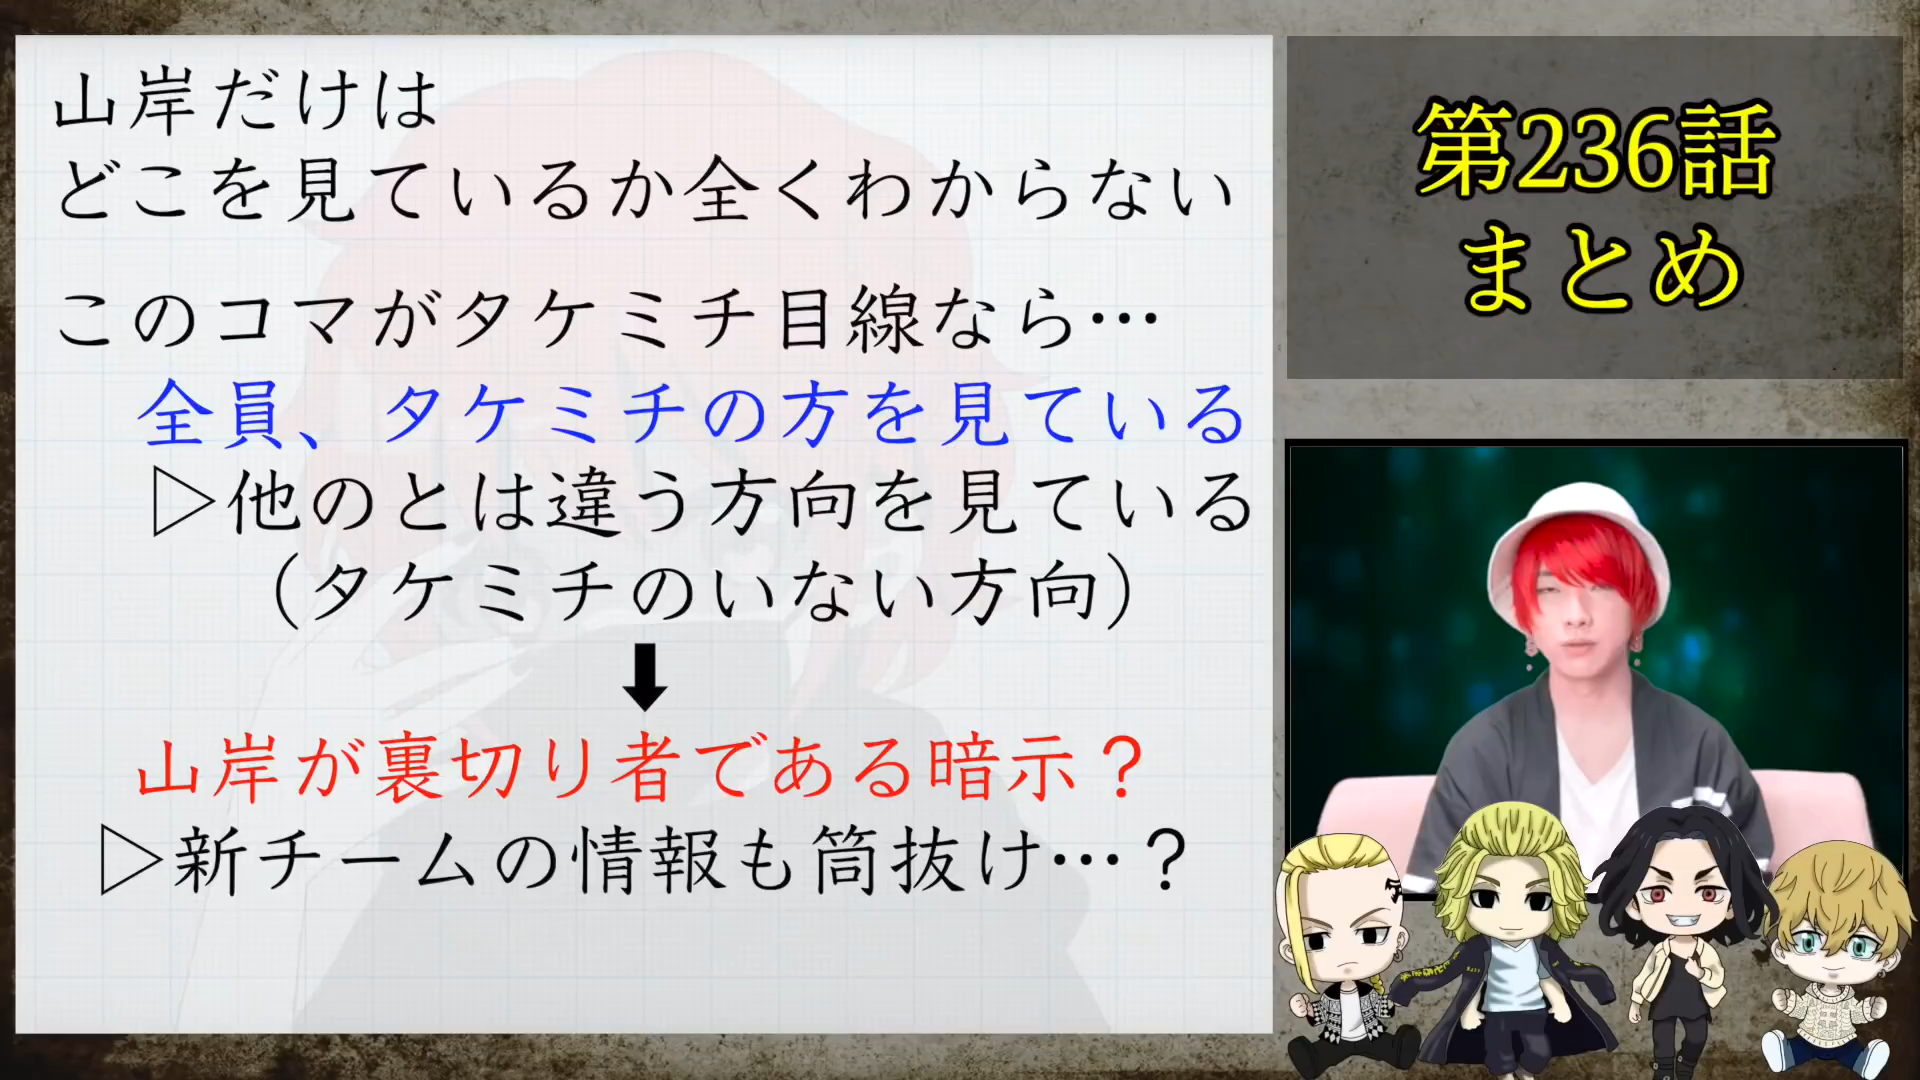 山岸だけは
どこを見ているか全くわからない
このコマがタケミチ目線なら…
全員、タケミチの方を見ている
▷他のとは違う方向を見ている
(タケミチのいない方向)
⬇
山岸が裏切り者である暗示？
▷新チームの情報も筒抜け…？
第236話
まとめ